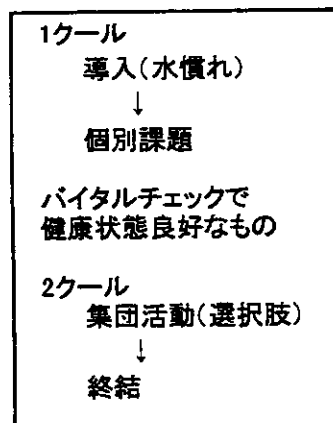 1クール
導入(水慣れ)
↓
個別課題
バイタルチェックで
健康状態良好なもの
2クール
集団活動(選択肢)
↓
終結